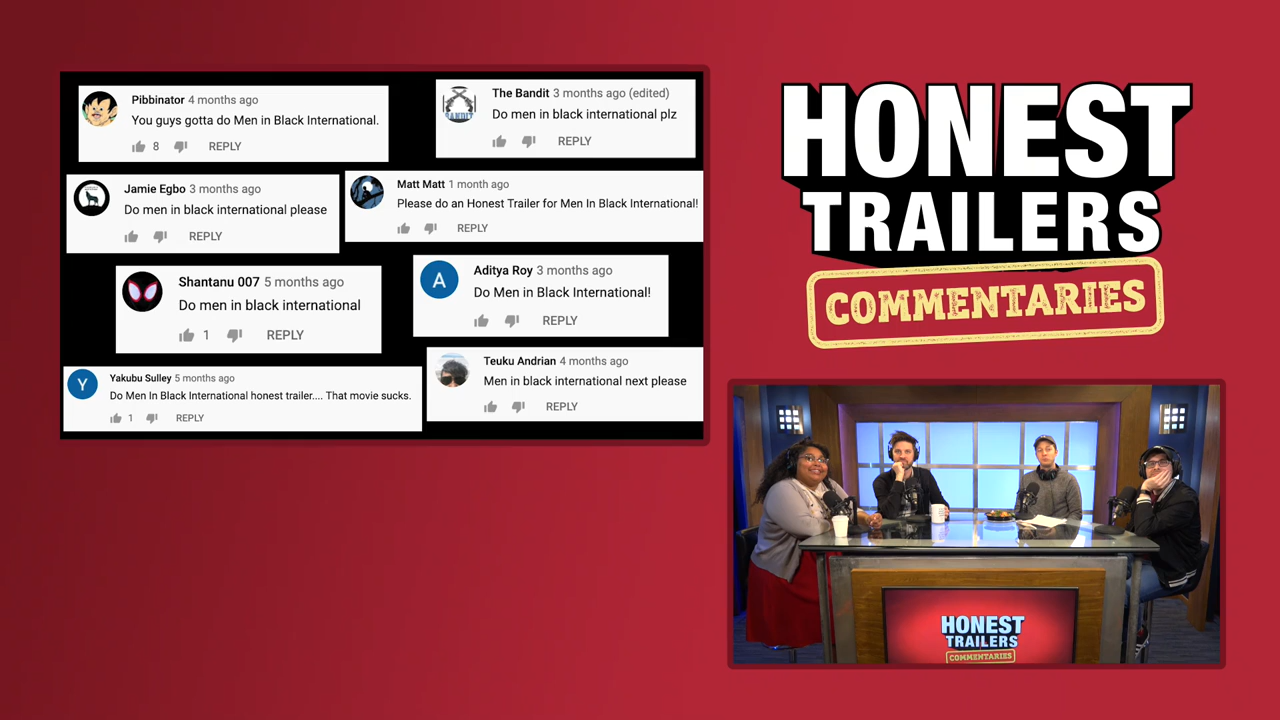 Pibbinator 4 months ago
You guys gotta do Men in Black International.
8 REPLY
The Bandit 3 months ago (edited)
Do men in black international plz
REPLY
Jamie Egbo 3 months ago
Do men in black international please
REPLY
Matt Matt 1 month ago
Please do an Honest Trailer for Men In Black International!
REPLY
Shantanu 007 5 months ago
Do men in black international
1 REPLY
A
Aditya Roy 3 months ago
Do Men in Black International!
REPLY
Y
Yakubu Sulley 5 months ago
Do Men In Black International honest trailer.... That movie sucks.
1 REPLY
Teuku Andrian 4 months ago
Men in black international next please
REPLY
HONEST
TRAILERS
COMMENTARIES
HONEST
TRAILERS
COMMENTARIES